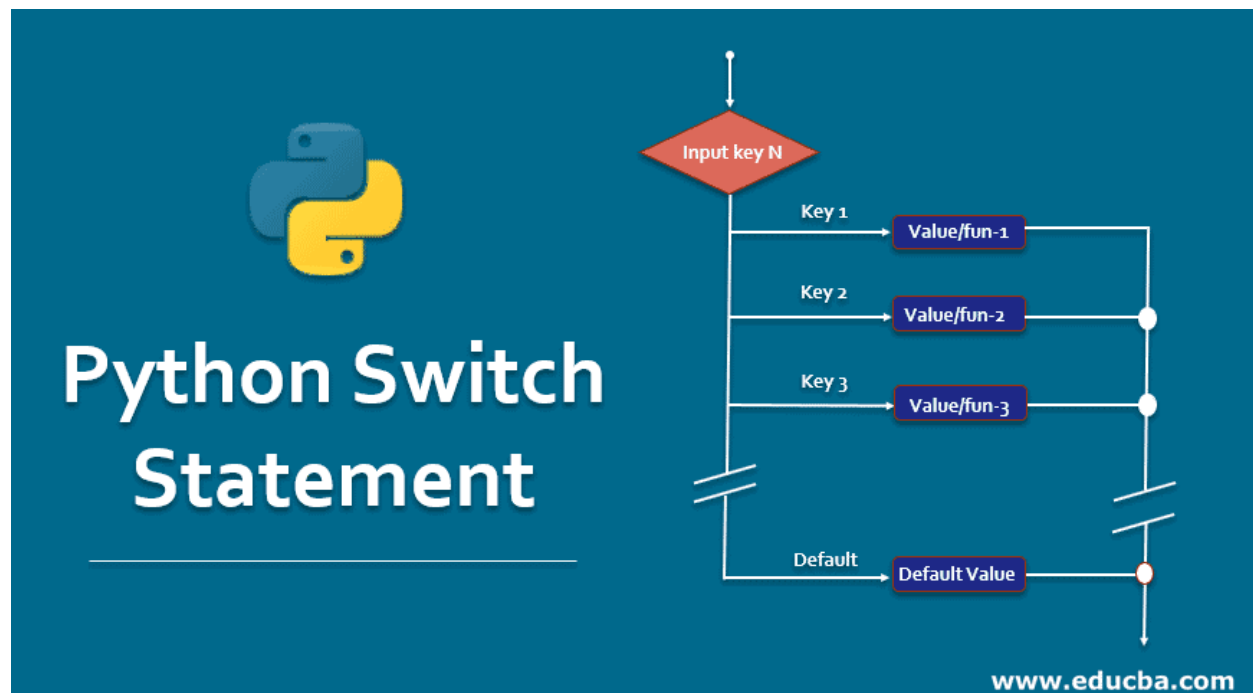 Python Switch
Statement
Input key N
Key 1
Value/fun-1
Key 2
Value/fun-2
Key 3
Value/fun-3
Default
Default Value
www.educba.com